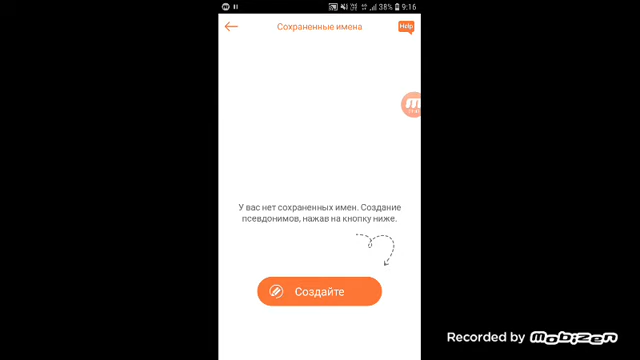 38% 9:16
Сохраненные имена
Help
У вас нет сохраненных имен. Создание
псевдонимов, нажав на кнопку ниже.
Создайте
Recorded by mobizen